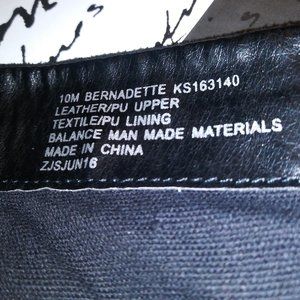 10M BERNADETTE KS163140
LEATHER/PU UPPER
TEXTILE/PU LINING
BALANCE MAN MADE MATERIALS
MADE IN CHINA
ZJSJUN16